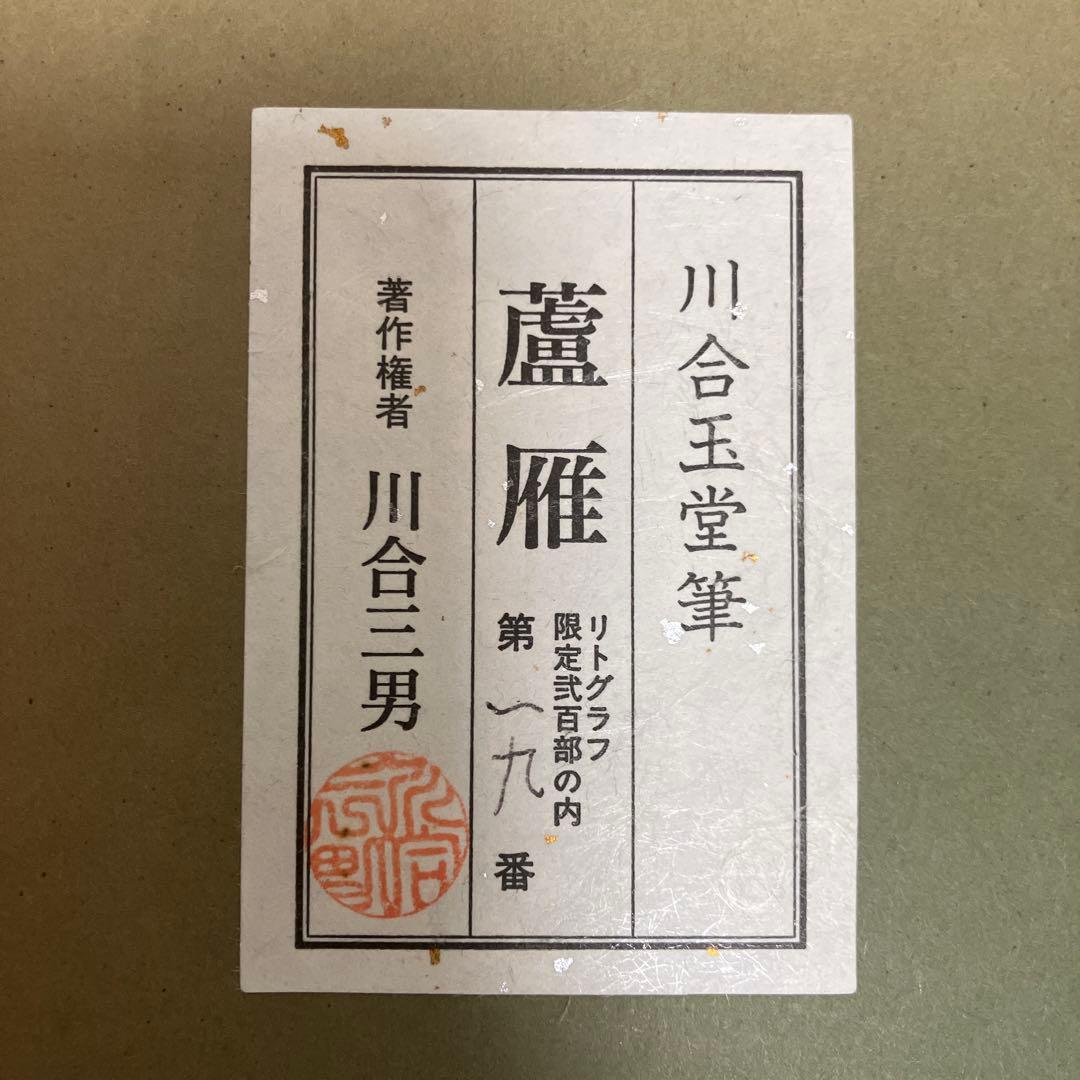 川合玉堂筆
蘆雁
リトグラフ
限定弐百部の内
第一九番
著作権者 川合三男